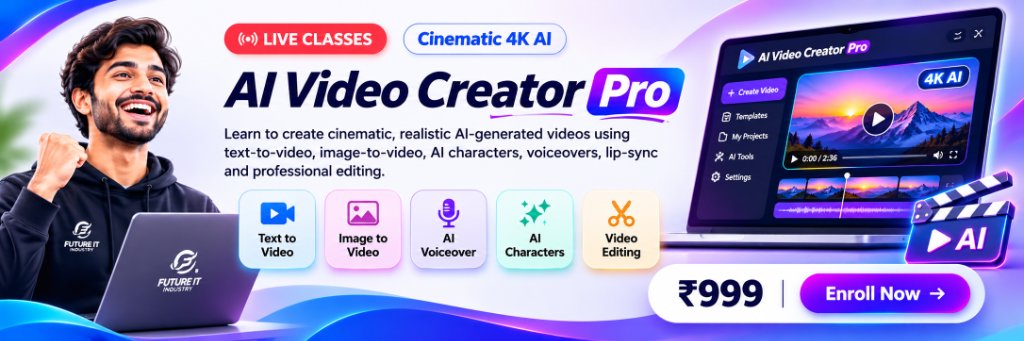 LIVE CLASSES
Cinematic 4K AI
AI Video Creator Pro
Learn to create cinematic, realistic AI-generated videos using
text-to-video, image-to-video, AI characters, voiceovers, lip-sync
and professional editing.
Text to
Video
Image to
Video
AI
Voiceover
AI
Characters
Video
Editing
FUTURE IT
INDUSTRY
FUTURE IT
INDUSTRY
AI Video Creator Pro
+ Create Video
Templates
My Projects
AI Tools
Settings
4K AI
0:00 / 2:36
AI
₹999
Enroll Now →